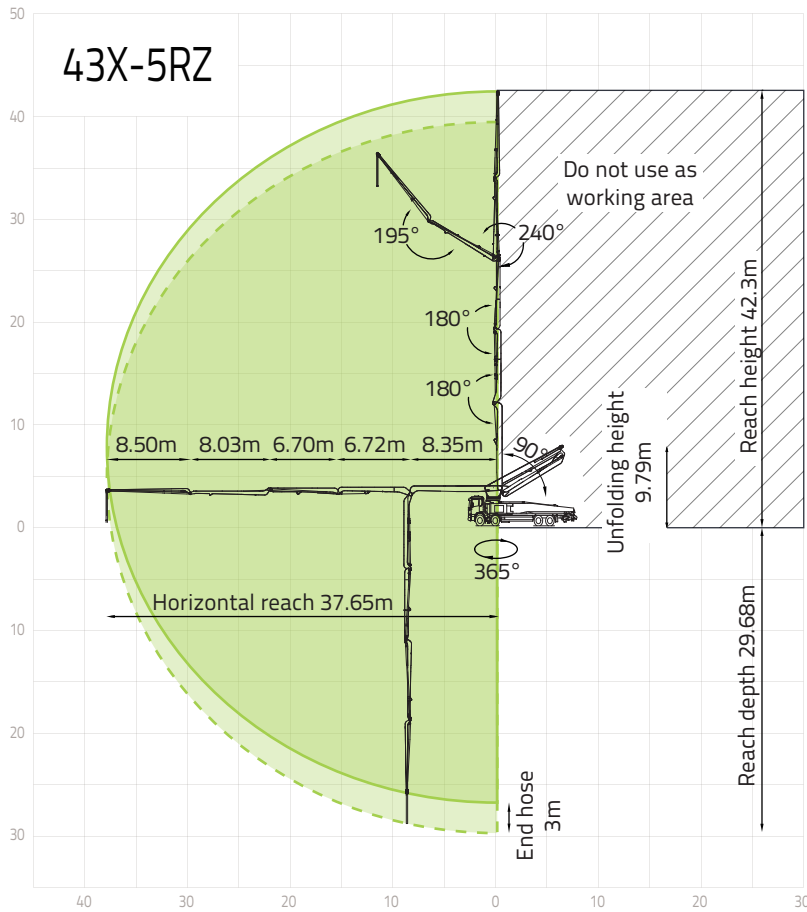 50
43X-5RZ
40
Do not use as
working area
30
195°
240°
Reach height 42.3m
20
180°
180°
10
8.50m
8.03m
6.70m
6.72m
8.35m
90°
Unfolding height
9.79m
0
365°
Horizontal reach 37.65m
10
Reach depth 29.68m
20
End hose
3m
30
40
30
20
10
0
10
20
30